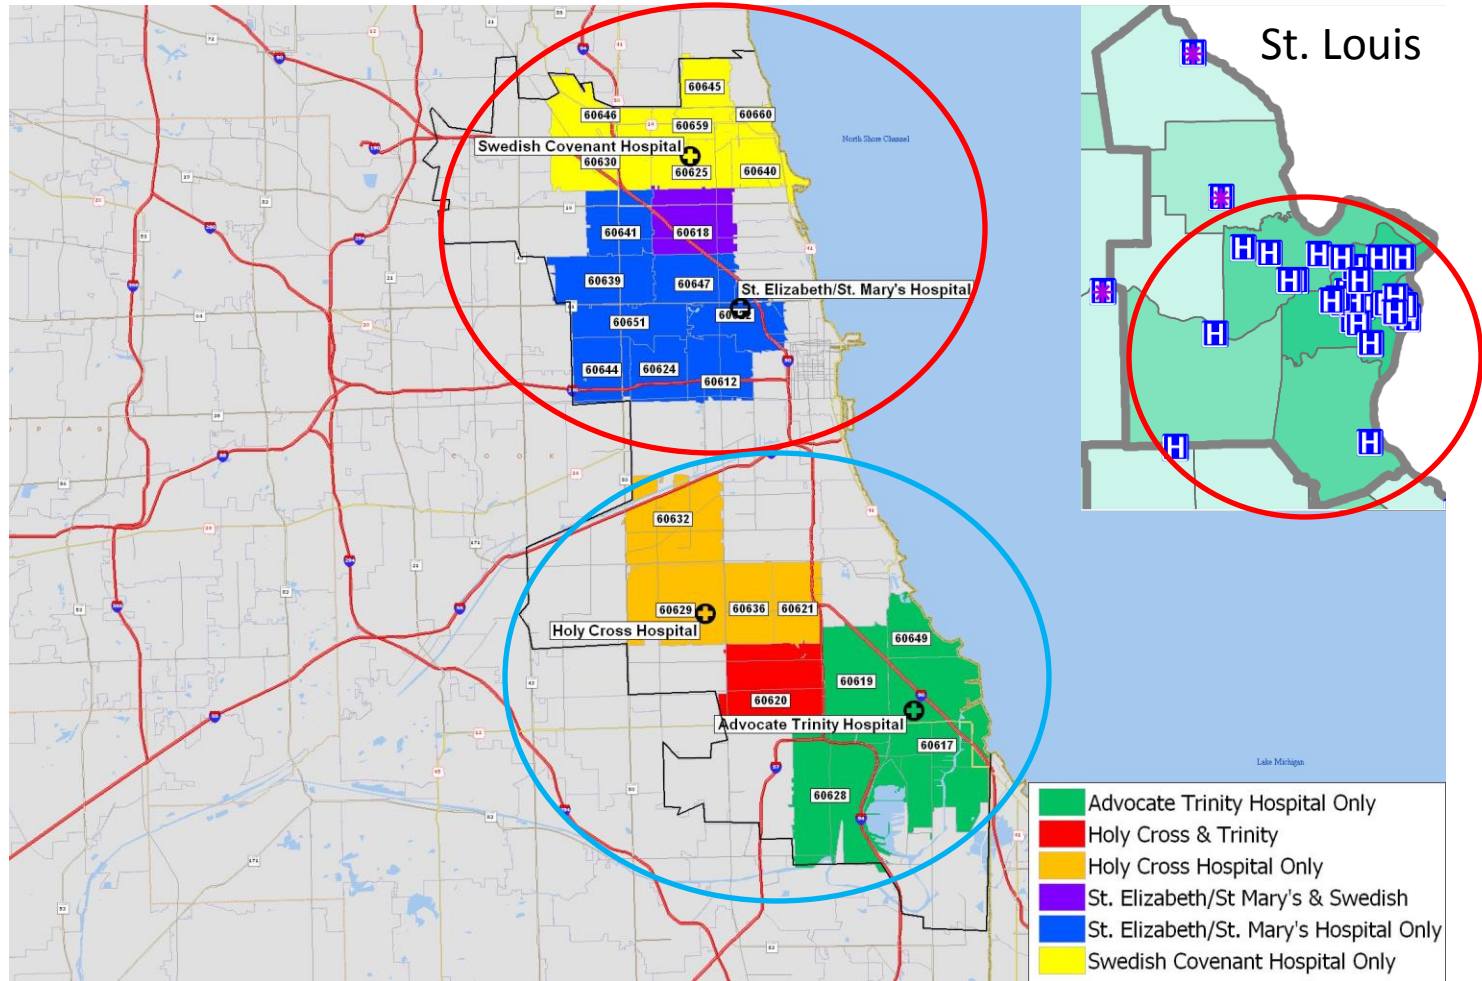 St. Louis
60645
60646
60660
60659
North Shore Channel
Swedish Covenant Hospital
60630
60625
60640
60641
60618
60639
60647
St. Elizabeth/St. Mary's Hospital
60651
60644
60624
60612
COOK
60632
60629
60636
60621
Holy Cross Hospital
60649
60619
60620
Advocate Trinity Hospital
60617
Lake Michigan
60628
Advocate Trinity Hospital Only
Holy Cross & Trinity
Holy Cross Hospital Only
St. Elizabeth/St Mary's & Swedish
St. Elizabeth/St. Mary's Hospital Only
Swedish Covenant Hospital Only